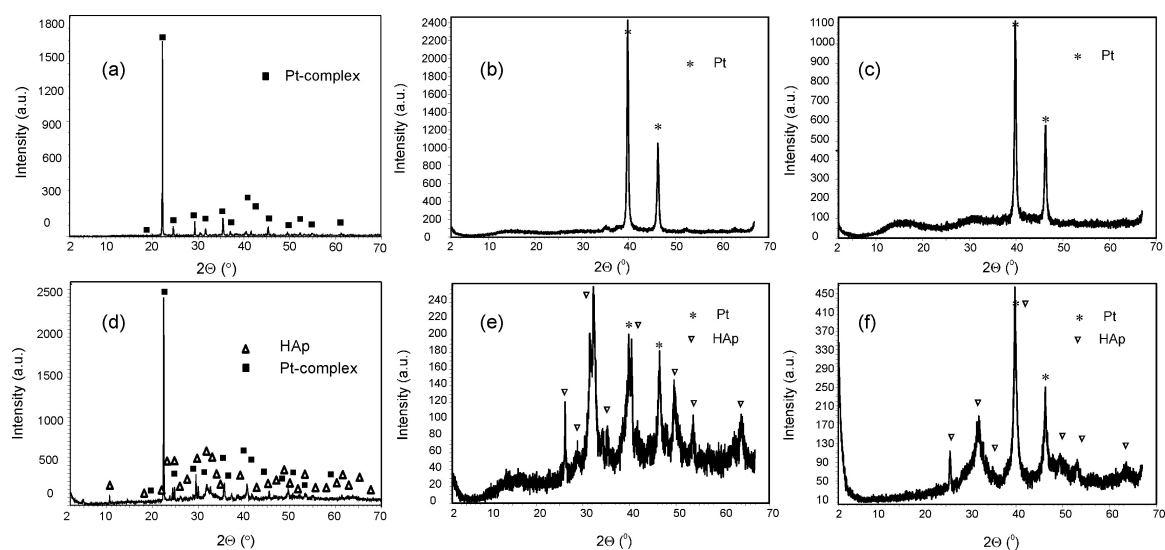 1800
1500
1200
900
600
300
0
(a)
■ Pt-complex
Intensity (a.u.)
2 10 20 30 40 50 60 70
2Θ (°)
2400
2200
2000
1800
1600
1400
1200
1000
800
600
400
200
0
(b)
* Pt
Intensity (a.u.)
2 10 20 30 40 50 60 70
2Θ (⁰)
1100
1000
900
800
700
600
500
400
300
200
100
0
(c)
* Pt
Intensity (a.u.)
2 10 20 30 40 50 60 70
2Θ (⁰)
2500
2000
1500
1000
500
0
(d)
HAp
■ Pt-complex
Intensity (a.u.)
2 10 20 30 40 50 60 70
2Θ (°)
240
220
200
180
160
140
120
100
80
60
40
20
0
(e)
* Pt
HAp
Intensity (a.u.)
2 10 20 30 40 50 60 70
2Θ (⁰)
450
410
370
330
290
250
210
170
130
90
50
10
(f)
* Pt
HAp
Intensity (a.u.)
2 10 20 30 40 50 60 70
2Θ (⁰)